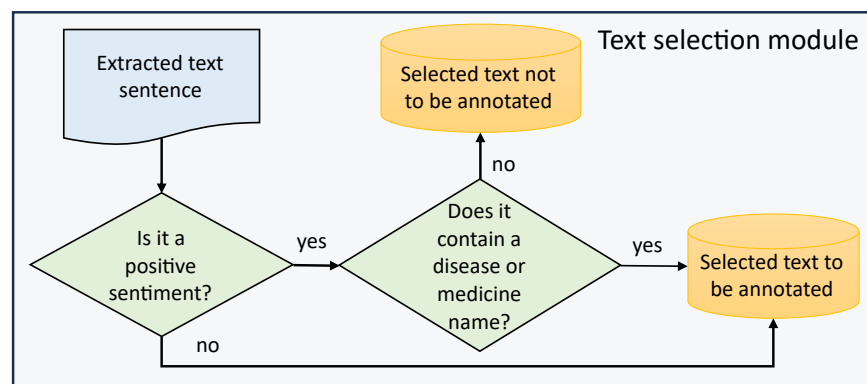 Text selection module
Extracted text
sentence
Selected text not
to be annotated
no
Is it a
positive
sentiment?
yes
Does it
contain a
disease or
medicine
name?
yes
Selected text to
be annotated
no